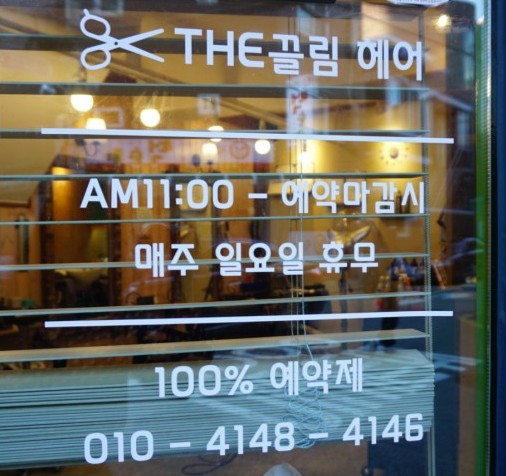 THE끌림 헤어
AM11:00 - 예약마감시
매주 일요일 휴무
100% 예약제
010 - 4148 - 4146